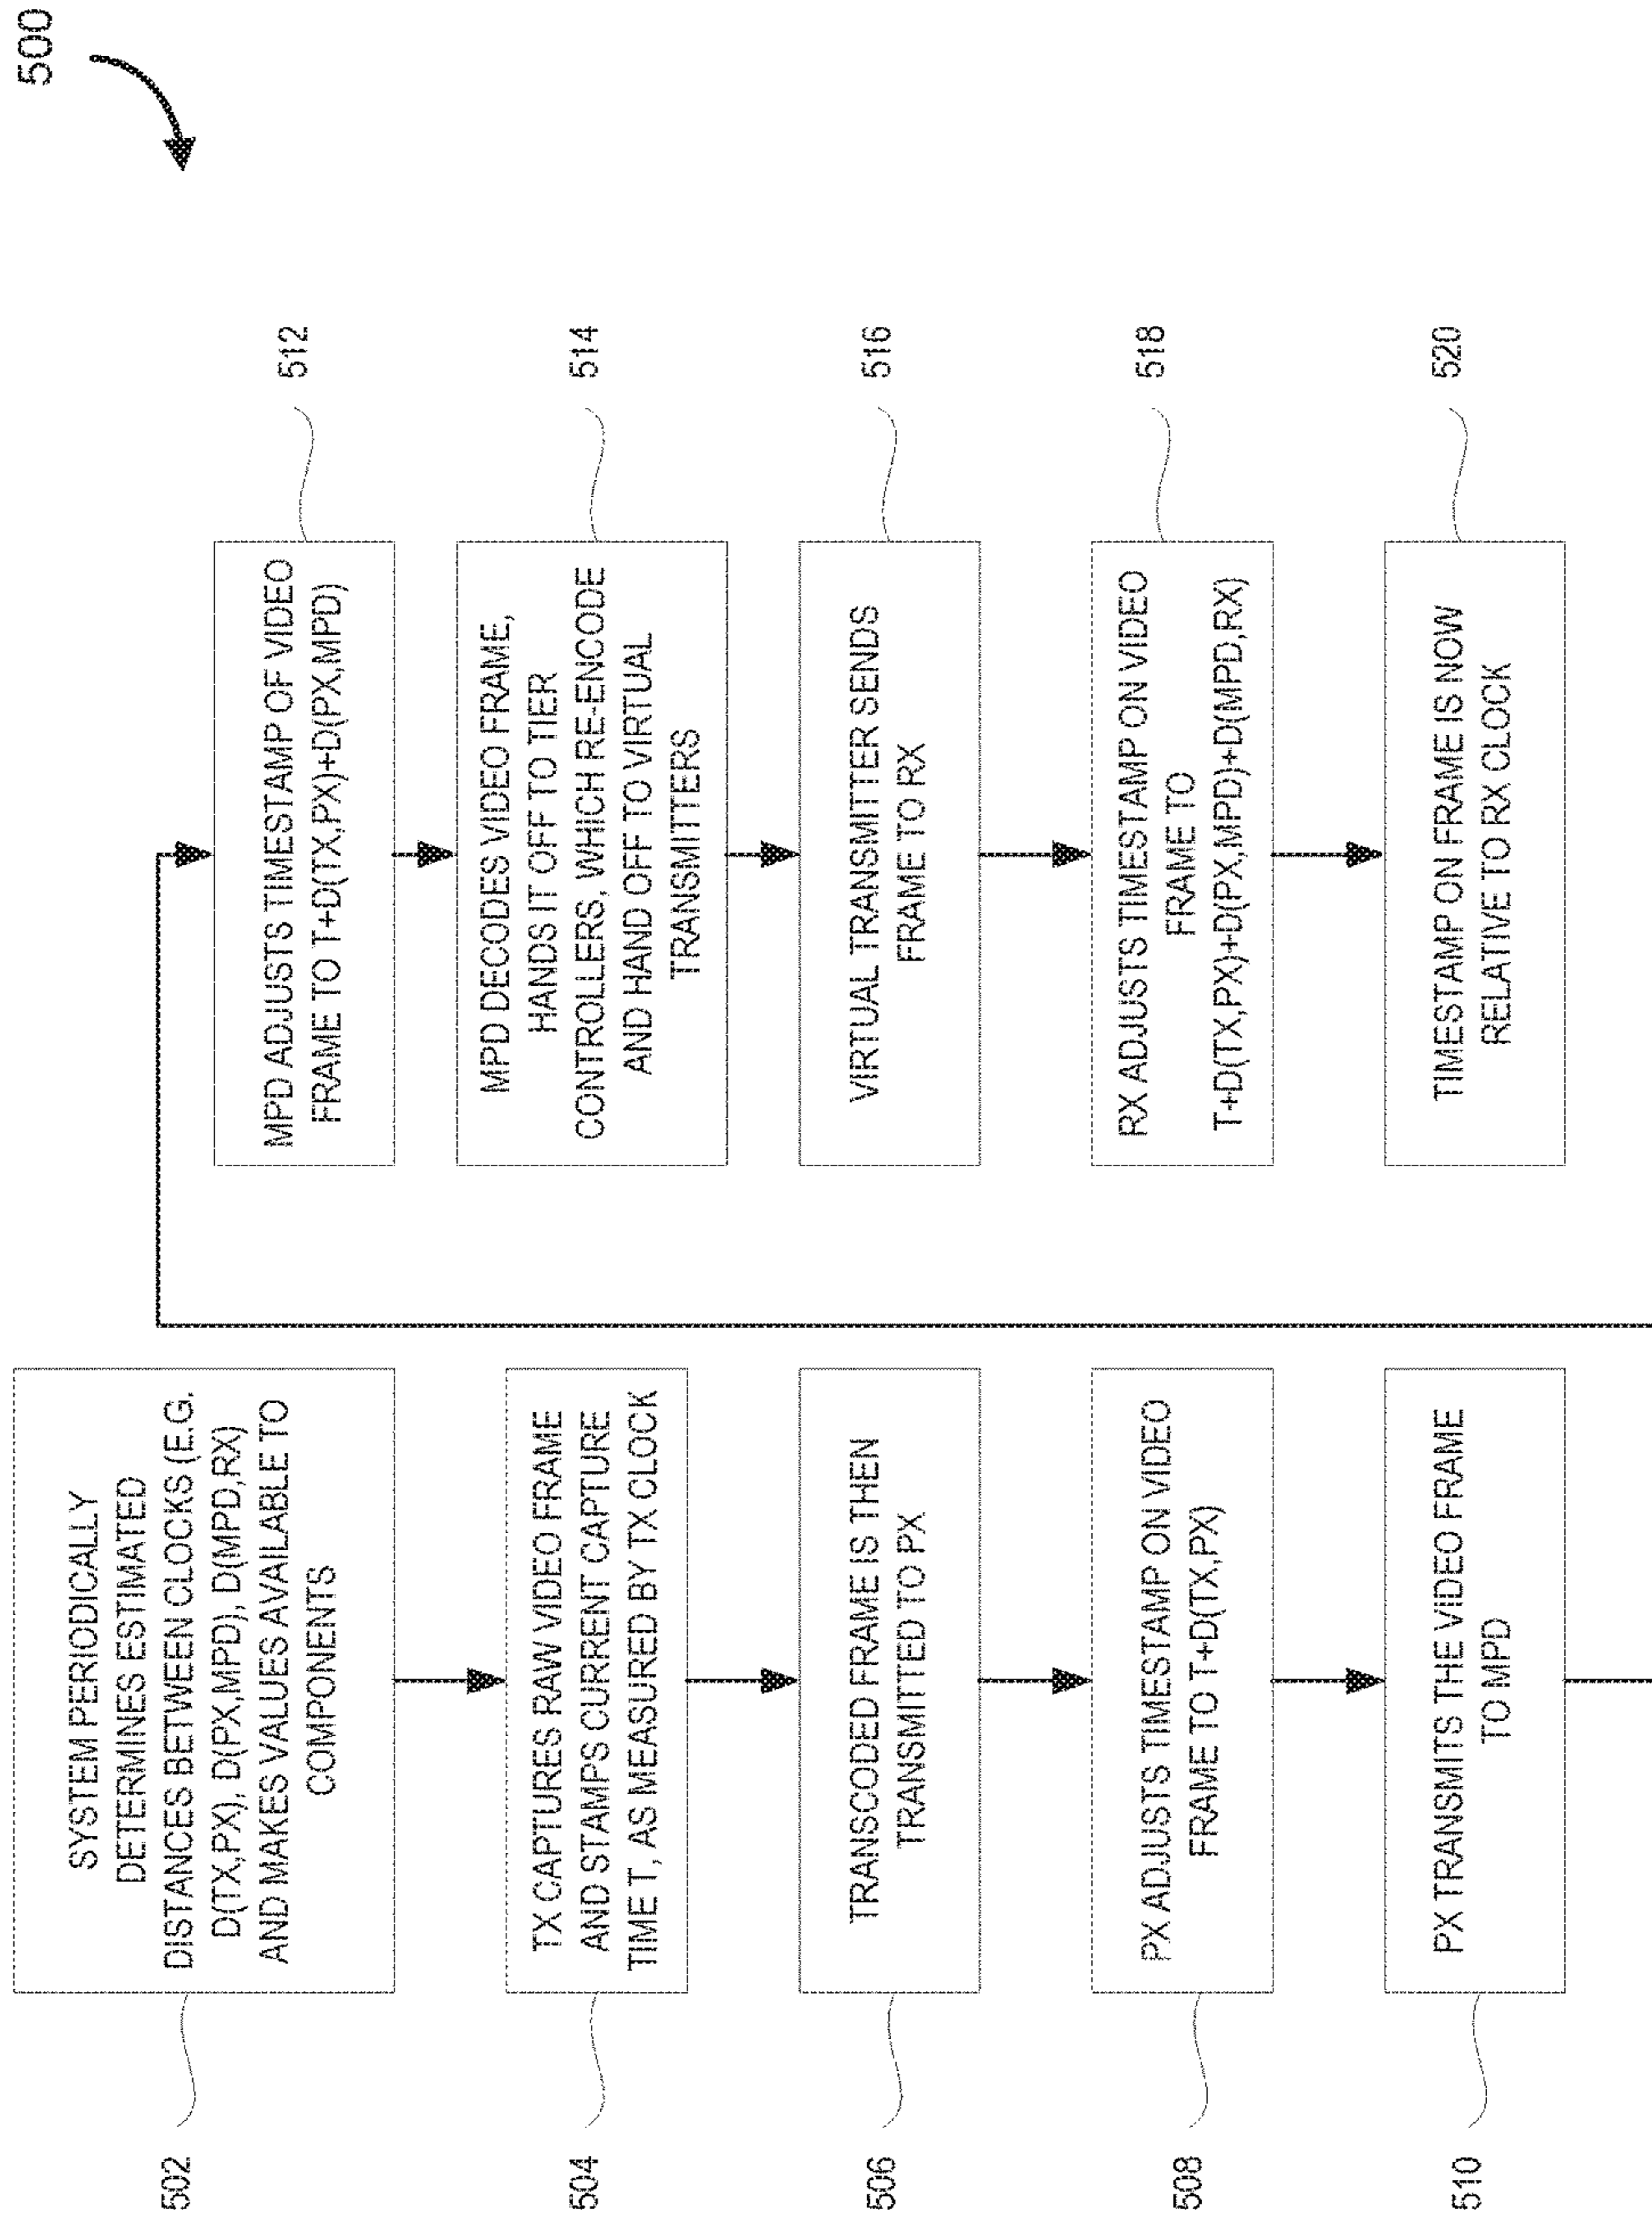 500
502
SYSTEM PERIODICALLY
DETERMINES ESTIMATED
DISTANCES BETWEEN CLOCKS (E.G.
D(TX,PX), D(PX,MPD), D(MPD,RX)
AND MAKES VALUES AVAILABLE TO
COMPONENTS
504
TX CAPTURES RAW VIDEO FRAME
AND STAMPS CURRENT CAPTURE
TIME T, AS MEASURED BY TX CLOCK
506
TRANSCODED FRAME IS THEN
TRANSMITTED TO PX
508
PX ADJUSTS TIMESTAMP ON VIDEO
FRAME TO T+D(TX,PX)
510
PX TRANSMITS THE VIDEO FRAME
TO MPD
512
MPD ADJUSTS TIMESTAMP OF VIDEO
FRAME TO T+D(TX,PX)+D(PX,MPD)
514
MPD DECODES VIDEO FRAME,
HANDS IT OFF TO TIER
CONTROLLERS, WHICH RE-ENCODE
AND HAND OFF TO VIRTUAL
TRANSMITTERS
516
VIRTUAL TRANSMITTER SENDS
FRAME TO RX
518
RX ADJUSTS TIMESTAMP ON VIDEO
FRAME TO
T+D(TX,PX)+D(PX,MPD)+D(MPD,RX)
520
TIMESTAMP ON FRAME IS NOW
RELATIVE TO RX CLOCK